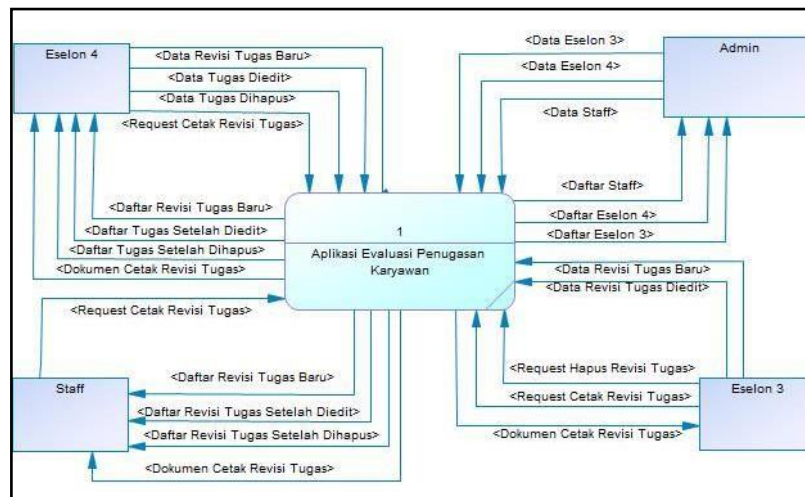 Eselon 4
<Data Revisi Tugas Baru>
<Data Tugas Diedit>
<Data Tugas Dihapus>
<Request Cetak Revisi Tugas>
<Data Eselon 3>
<Data Eselon 4>
<Data Staff>
Admin
<Daftar Staff>
<Daftar Eselon 4>
<Daftar Eselon 3>
<Daftar Revisi Tugas Baru>
<Daftar Tugas Setelah Diedit>
<Daftar Tugas Setelah Dihapus>
<Dokumen Cetak Revisi Tugas>
1
Aplikasi Evaluasi Penugasan
Karyawan
<Data Revisi Tugas Baru>
<Data Revisi Tugas Diedit>
<Request Cetak Revisi Tugas>
Staff
<Daftar Revisi Tugas Baru>
<Daftar Revisi Tugas Setelah Diedit>
<Daftar Revisi Tugas Setelah Dihapus>
<Dokumen Cetak Revisi Tugas>
<Request Hapus Revisi Tugas>
<Request Cetak Revisi Tugas>
<Dokumen Cetak Revisi Tugas>
Eselon 3